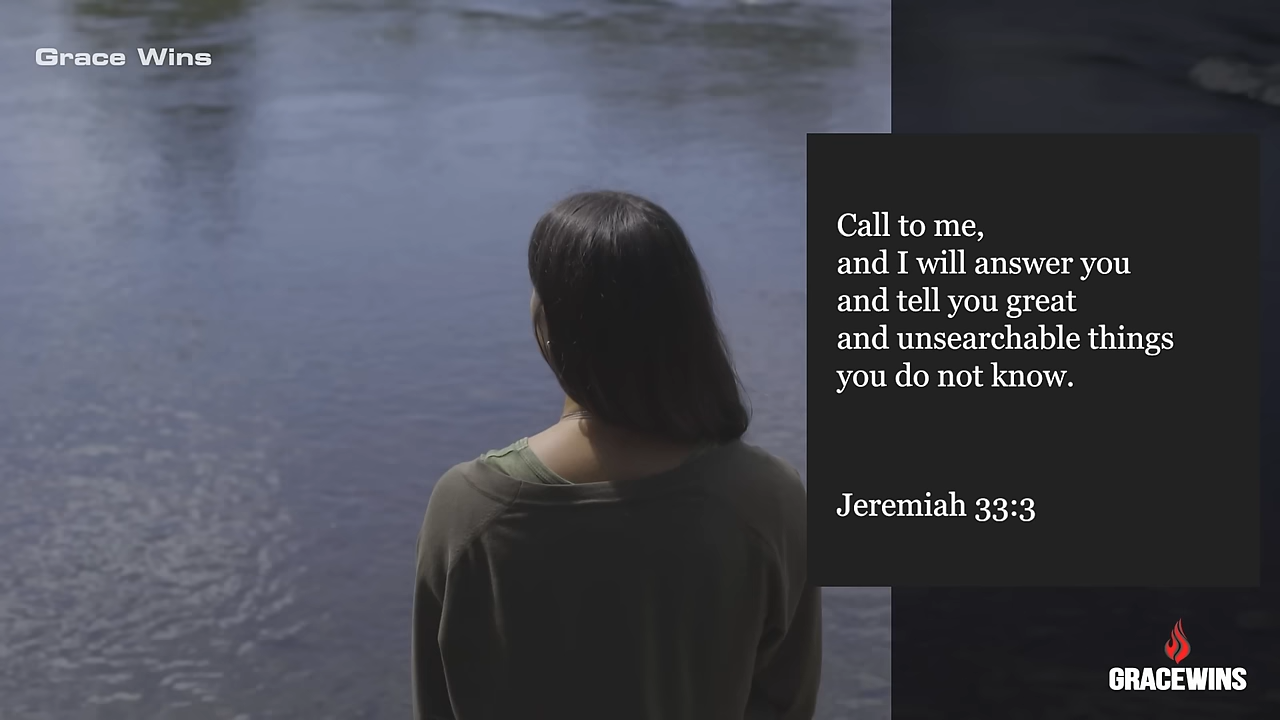 Grace Wins
Call to me,
and I will answer you
and tell you great
and unsearchable things
you do not know.
Jeremiah 33:3
GRACEWINS